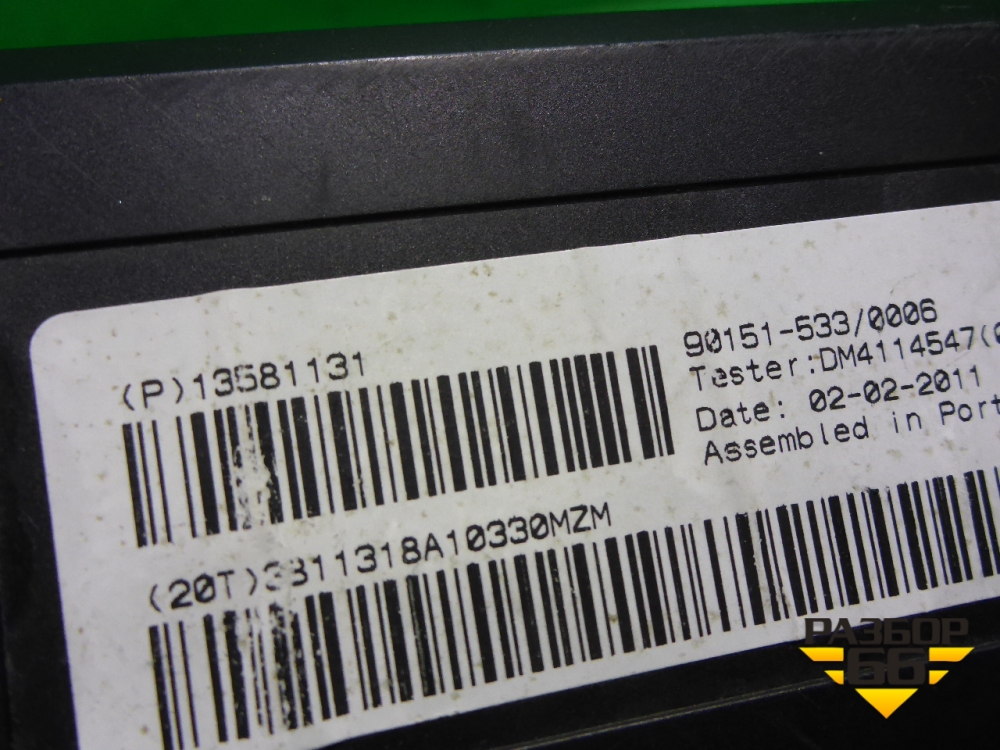 (P)13581131
90151-533/0006
Tester:DM4114547(
Date: 02-02-2011
Assembled in Port
(20T)3811318A10330MZM
РАЗБОР
66